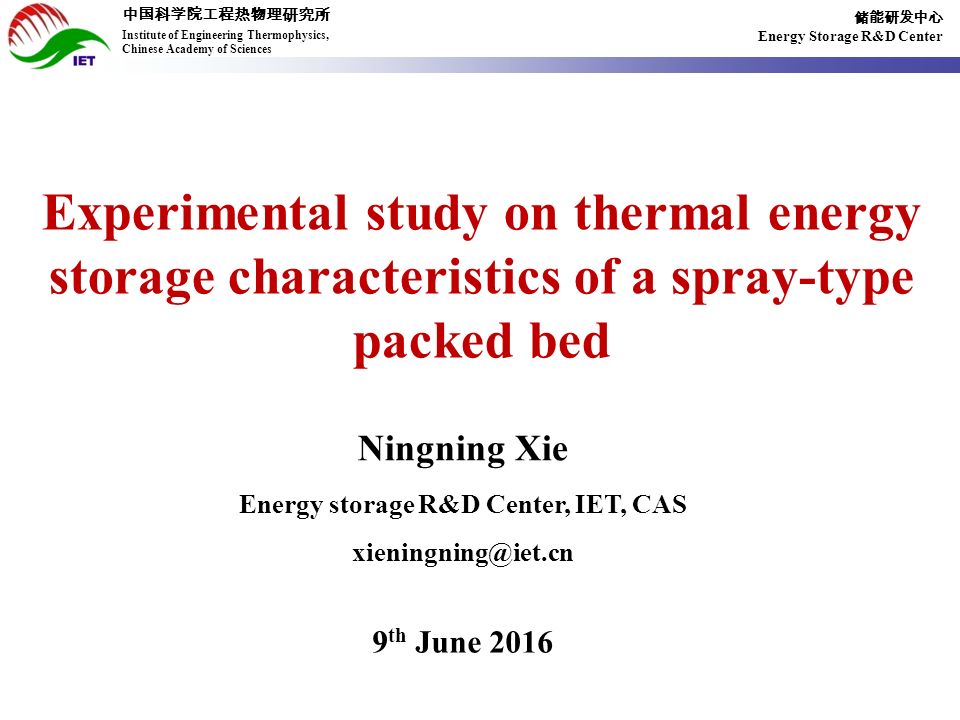 中国科学院工程热物理研究所
Institute of Engineering Thermophysics,
Chinese Academy of Sciences
IET
储能研发中心
Energy Storage R&D Center
Experimental study on thermal energy
storage characteristics of a spray-type
packed bed
Ningning Xie
Energy storage R&D Center, IET, CAS
xieningning@iet.cn
9th June 2016